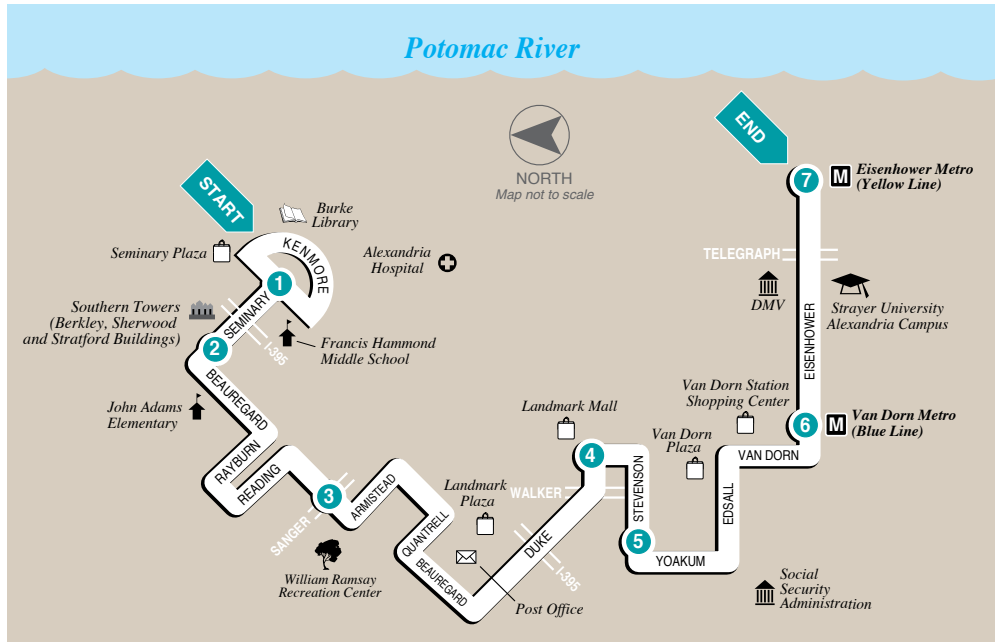 Potomac River
END
START
NORTH
Map not to scale
7
M
Eisenhower Metro
(Yellow Line)
Burke
Library
KENMORE
Seminary Plaza
Alexandria
Hospital
TELEGRAPH
1
DMV
Strayer University
Alexandria Campus
Southern Towers
(Berkley, Sherwood
and Stratford Buildings)
SEMINARY
I-395
Francis Hammond
Middle School
2
EISENHOWER
BEAUREGARD
John Adams
Elementary
Van Dorn Station
Shopping Center
Landmark Mall
6
M
Van Dorn Metro
(Blue Line)
RAYBURN
READING
4
Van Dorn
Plaza
VAN DORN
3
SANGER
ARMISTEAD
Landmark
Plaza
WALKER
STEVENSON
EDSALL
QUANTRELL
BEAUREGARD
DUKE
I-395
5
YOAKUM
William Ramsay
Recreation Center
Post Office
Social
Security
Administration